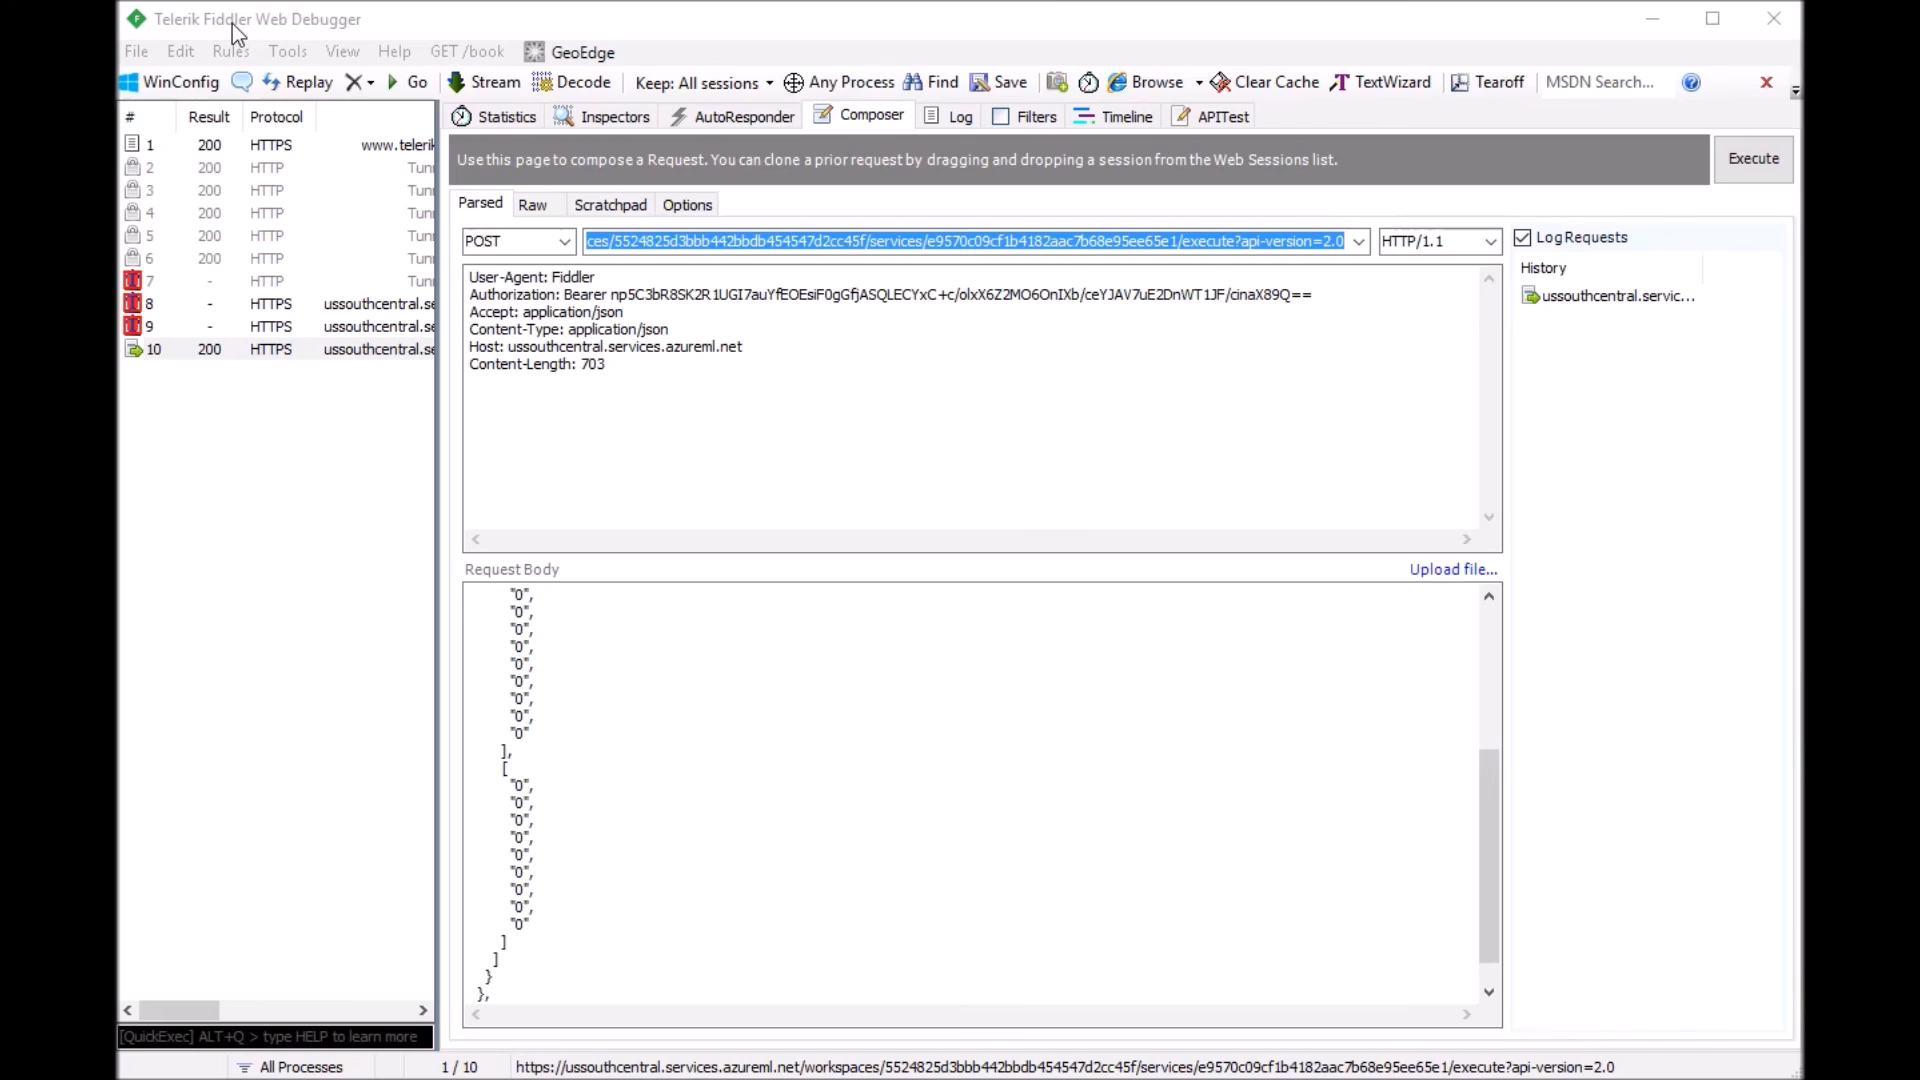 Telerik Fiddler Web Debugger
File Edit Rules Tools View Help GET /book GeoEdge
WinConfig Replay Go Stream Decode Keep: All sessions Any Process Find Save Browse Clear Cache TextWizard Tearoff MSDN Search...
# Result Protocol
Statistics Inspectors AutoResponder Composer Log Filters Timeline APITest
1 200 HTTPS www.telerik
2 200 HTTP Tun
3 200 HTTP Tun
4 200 HTTP Tun
5 200 HTTP Tun
6 200 HTTP Tun
7 - HTTP Tun
8 - HTTPS ussouthcentral.se
9 - HTTPS ussouthcentral.se
10 200 HTTPS ussouthcentral.se
Use this page to compose a Request. You can clone a prior request by dragging and dropping a session from the Web Sessions list.
Execute
Parsed Raw Scratchpad Options
POST ces/5524825d3bbb442bbdb454547d2cc45f/services/e9570c09cf1b4182aac7b68e95ee65e1/execute?api-version=2.0 HTTP/1.1
Log Requests
History
ussouthcentral.servic...
User-Agent: Fiddler
Authorization: Bearer np5C3bR8SK2R1UGI7auYfEOEsiF0gGfjASQLECYxC+c/olxX6Z2MO6OnIXb/ceYJAV7uE2DnWT1JF/cinaX89Q==
Accept: application/json
Content-Type: application/json
Host: ussouthcentral.services.azureml.net
Content-Length: 703
Request Body Upload file...
"0",
"0",
"0",
"0",
"0",
"0",
"0",
"0",
"0"
],
[
"0",
"0",
"0",
"0",
"0",
"0",
"0",
"0",
"0"
]
]
}
},
[QuickExec] ALT+Q > type HELP to learn more
All Processes 1 / 10 https://ussouthcentral.services.azureml.net/workspaces/5524825d3bbb442bbdb454547d2cc45f/services/e9570c09cf1b4182aac7b68e95ee65e1/execute?api-version=2.0